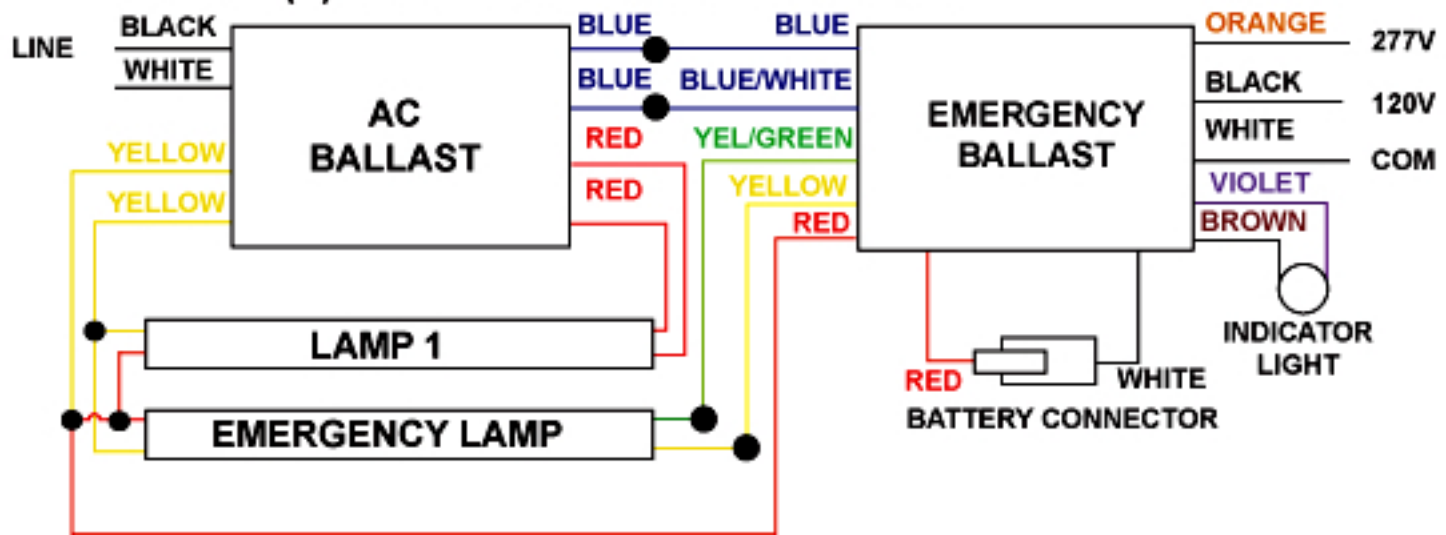 LINE
BLACK
WHITE
YELLOW
YELLOW
AC
BALLAST
BLUE
BLUE
RED
RED
BLUE
BLUE/WHITE
YEL/GREEN
YELLOW
RED
EMERGENCY
BALLAST
ORANGE
277V
BLACK
120V
WHITE
COM
VIOLET
BROWN
INDICATOR
LIGHT
LAMP 1
EMERGENCY LAMP
RED
WHITE
BATTERY CONNECTOR